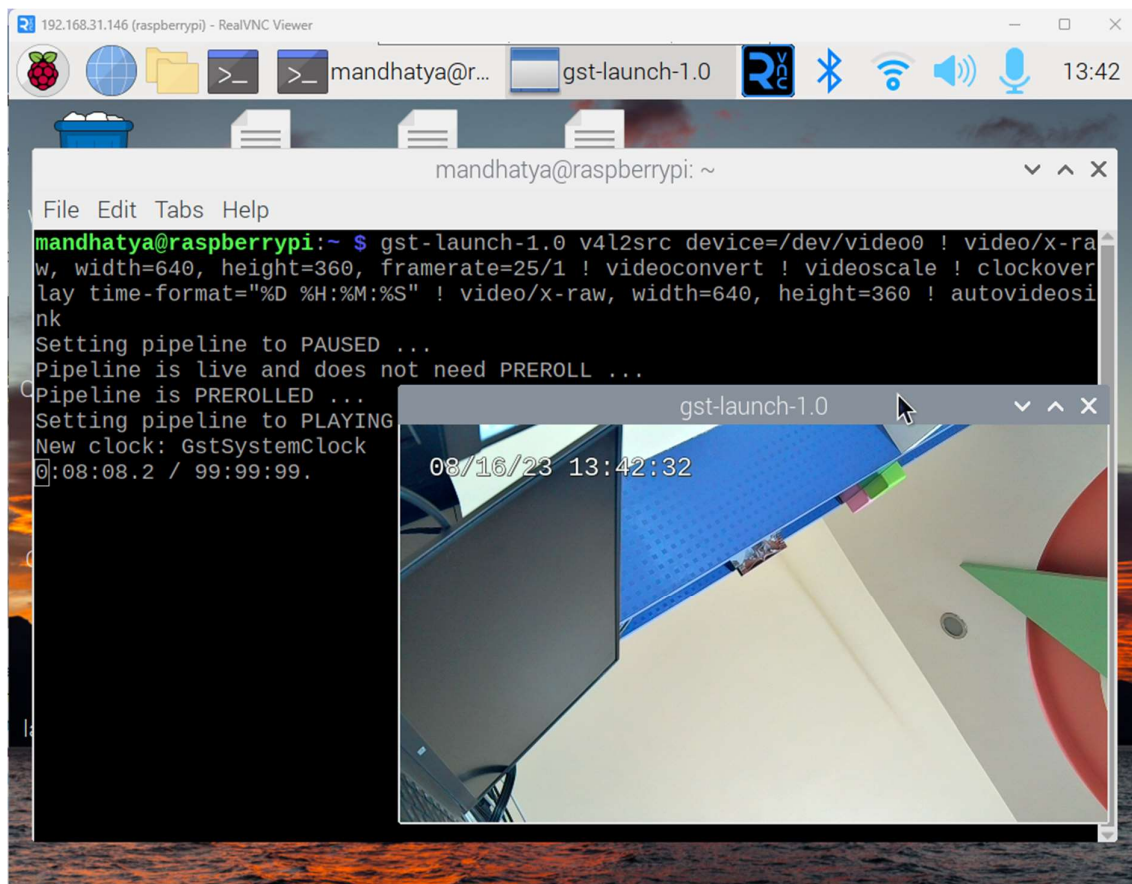 192.168.31.146 (raspberrypi) - RealVNC Viewer
mandhatya@r... gst-launch-1.0 13:42
mandhatya@raspberrypi: ~
File Edit Tabs Help
mandhatya@raspberrypi:~ $ gst-launch-1.0 v4l2src device=/dev/video0 ! video/x-ra
w, width=640, height=360, framerate=25/1 ! videoconvert ! videoscale ! clockover
lay time-format="%D %H:%M:%S" ! video/x-raw, width=640, height=360 ! autovideosi
nk
Setting pipeline to PAUSED ...
Pipeline is live and does not need PREROLL ...
Pipeline is PREROLLED ...
Setting pipeline to PLAYING
New clock: GstSystemClock
0:08:08.2 / 99:99:99.
gst-launch-1.0
08/16/23 13:42:32